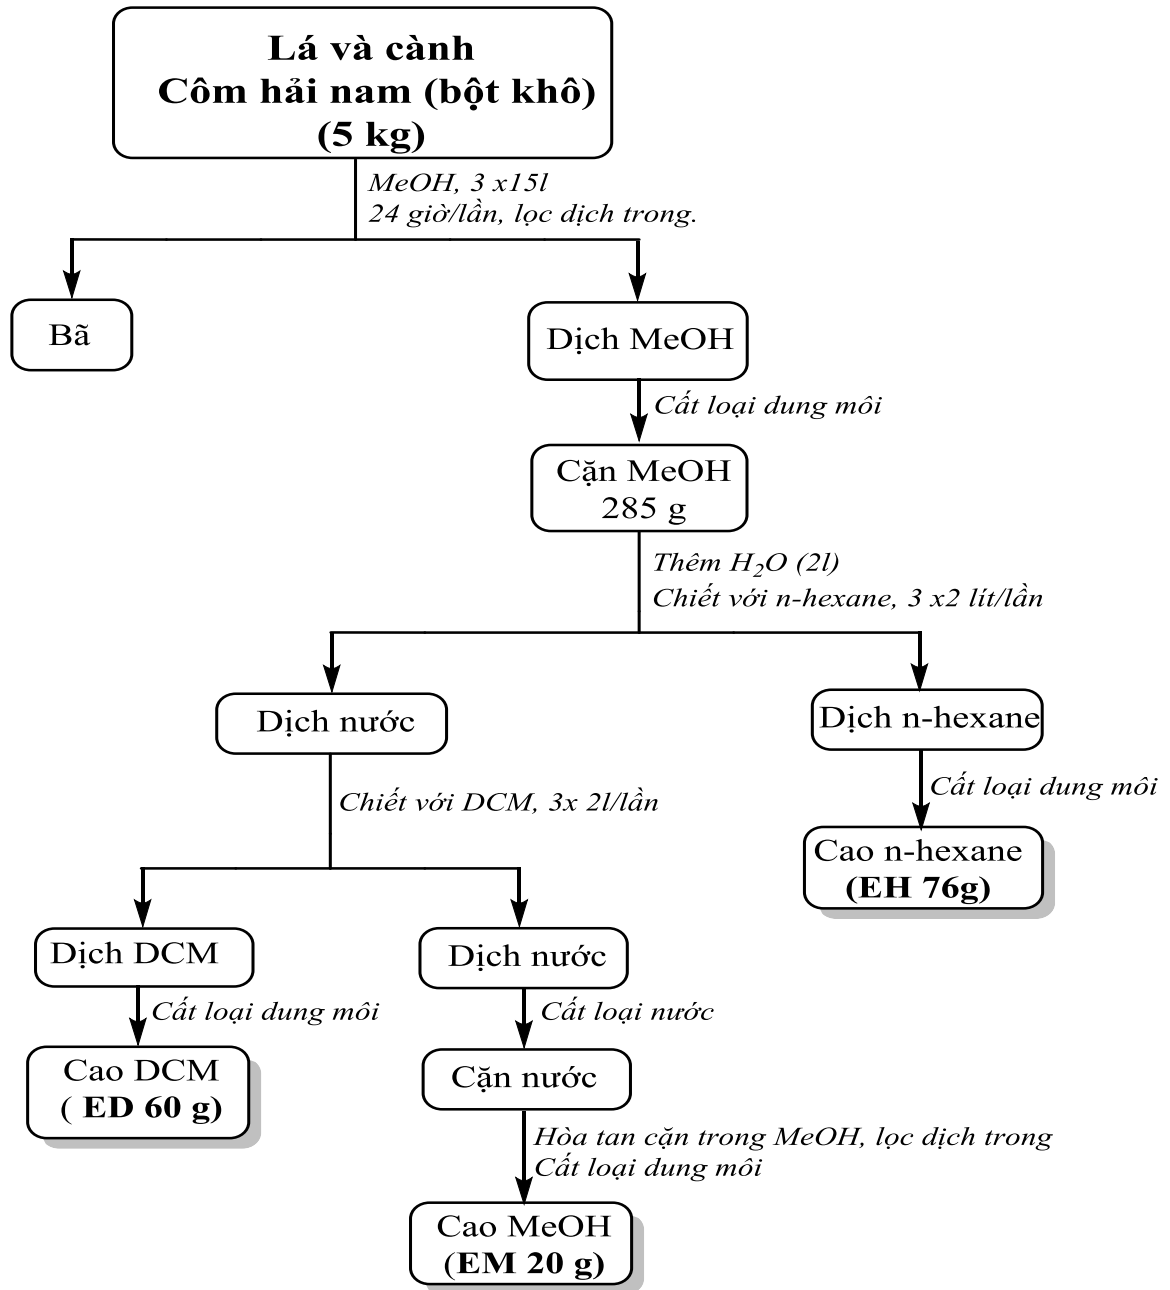 Lá và cành
Côm hải nam (bột khô)
(5 kg)
MeOH, 3 x15l
24 giờ/lần, lọc dịch trong.
Bã
Dịch MeOH
Cất loại dung môi
Cặn MeOH
285 g
Thêm H₂O (2l)
Chiết với n-hexane, 3 x2 lít/lần
Dịch nước
Dịch n-hexane
Chiết với DCM, 3x 2l/lần
Cất loại dung môi
Cao n-hexane
(EH 76g)
Dịch DCM
Dịch nước
Cất loại dung môi
Cất loại nước
Cao DCM
( ED 60 g)
Cặn nước
Hòa tan cặn trong MeOH, lọc dịch trong
Cất loại dung môi
Cao MeOH
(EM 20 g)